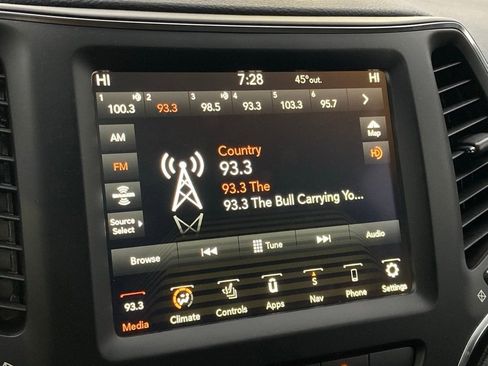 HI 7:28 45° out. HI
1 2 3 4 5 6
100.3 93.3 98.5 93.3 103.3 95.7
AM
Map
FM
Country
93.3
93.3 The
93.3 The Bull Carrying Yo...
Source
Select
Browse Tune Audio
93.3 S
Media Climate Controls Apps Nav Phone Settings